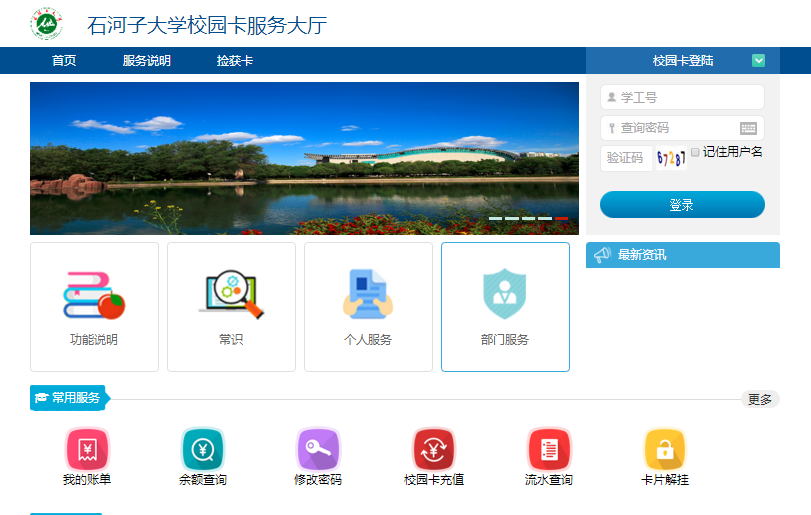 石河子大学校园卡服务大厅
首页 服务说明 捡获卡 校园卡登陆
学工号
查询密码
验证码 67287 记住用户名
登录
最新资讯
功能说明 常识 个人服务 部门服务
常用服务 更多
我的账单 余额查询 修改密码 校园卡充值 流水查询 卡片解挂